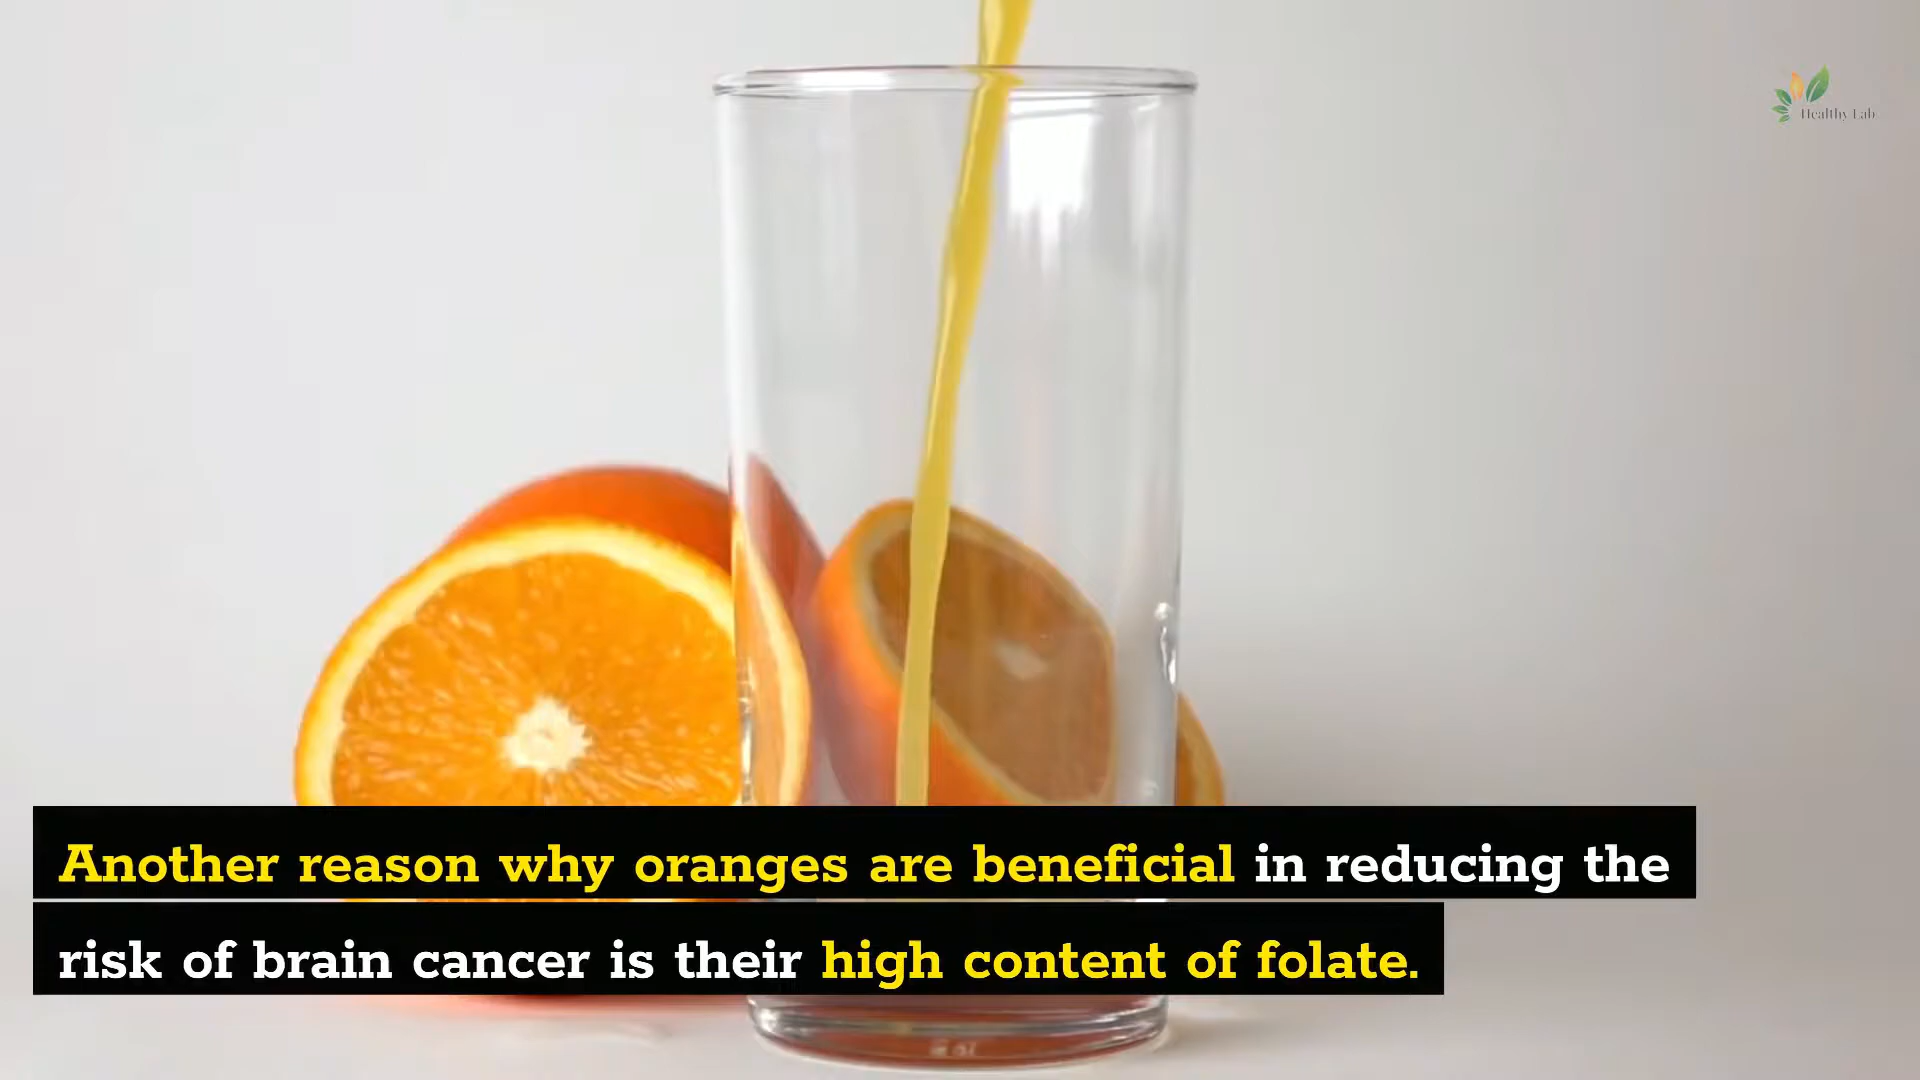 Healthy Lab
Another reason why oranges are beneficial in reducing the
risk of brain cancer is their high content of folate.